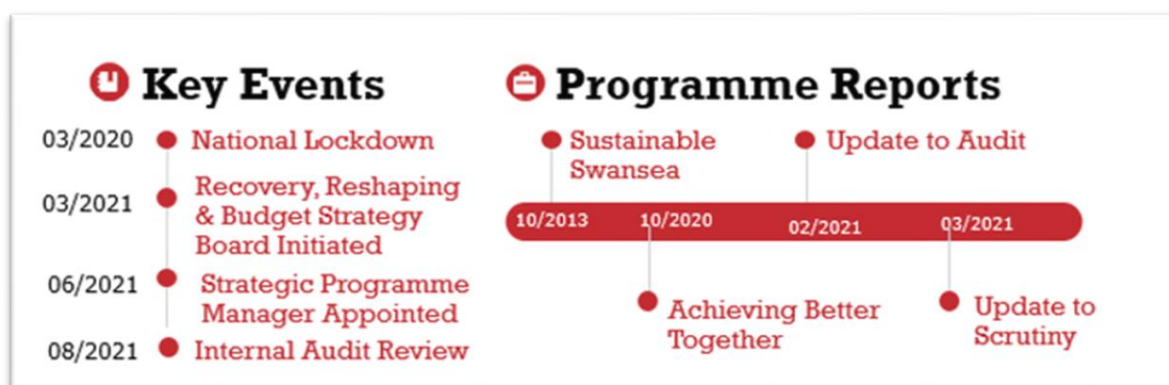 Key Events
03/2020 National Lockdown
03/2021 Recovery, Reshaping
& Budget Strategy
Board Initiated
06/2021 Strategic Programme
Manager Appointed
08/2021 Internal Audit Review
Programme Reports
Sustainable
Swansea
Update to Audit
10/2013 10/2020 02/2021 03/2021
Achieving Better
Together
Update to
Scrutiny